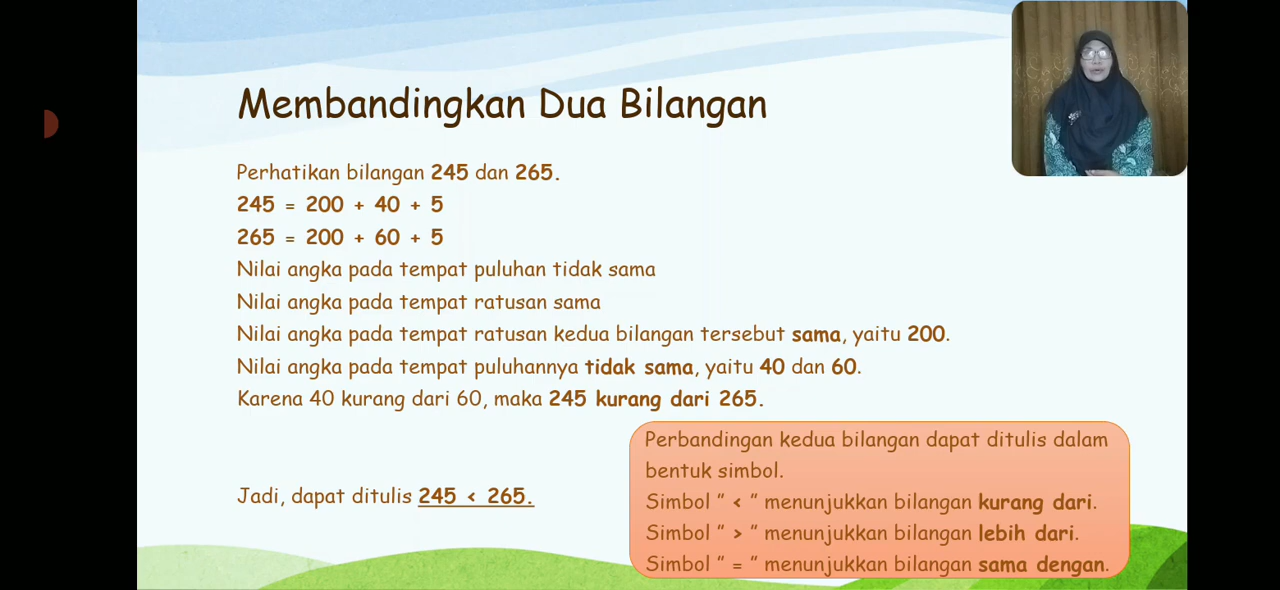 Membandingkan Dua Bilangan
Perhatikan bilangan 245 dan 265.
245 = 200 + 40 + 5
265 = 200 + 60 + 5
Nilai angka pada tempat puluhan tidak sama
Nilai angka pada tempat ratusan sama
Nilai angka pada tempat ratusan kedua bilangan tersebut sama, yaitu 200.
Nilai angka pada tempat puluhannya tidak sama, yaitu 40 dan 60.
Karena 40 kurang dari 60, maka 245 kurang dari 265.
Jadi, dapat ditulis 245 < 265.
Perbandingan kedua bilangan dapat ditulis dalam
bentuk simbol.
Simbol " < " menunjukkan bilangan kurang dari.
Simbol " > " menunjukkan bilangan lebih dari.
Simbol " = " menunjukkan bilangan sama dengan.